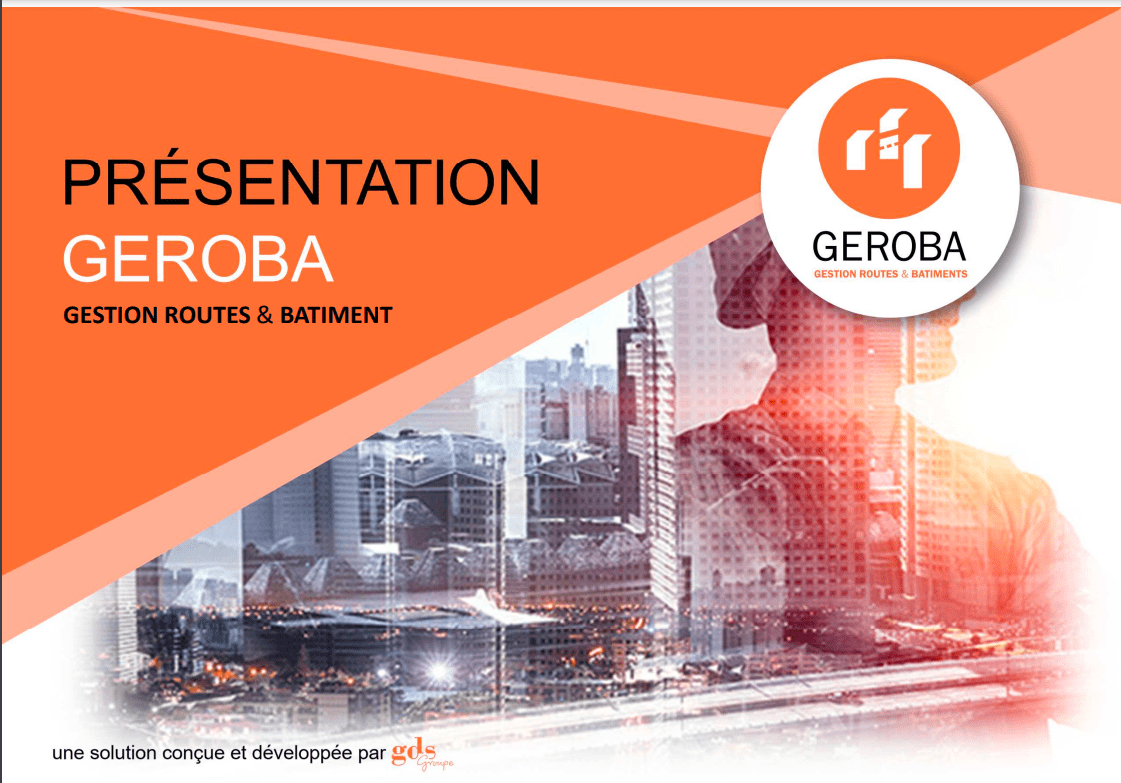 PRÉSENTATION
GEROBA
GESTION ROUTES & BATIMENT
GEROBA
GESTION ROUTES & BATIMENTS
une solution conçue et développée par gds
Groupe